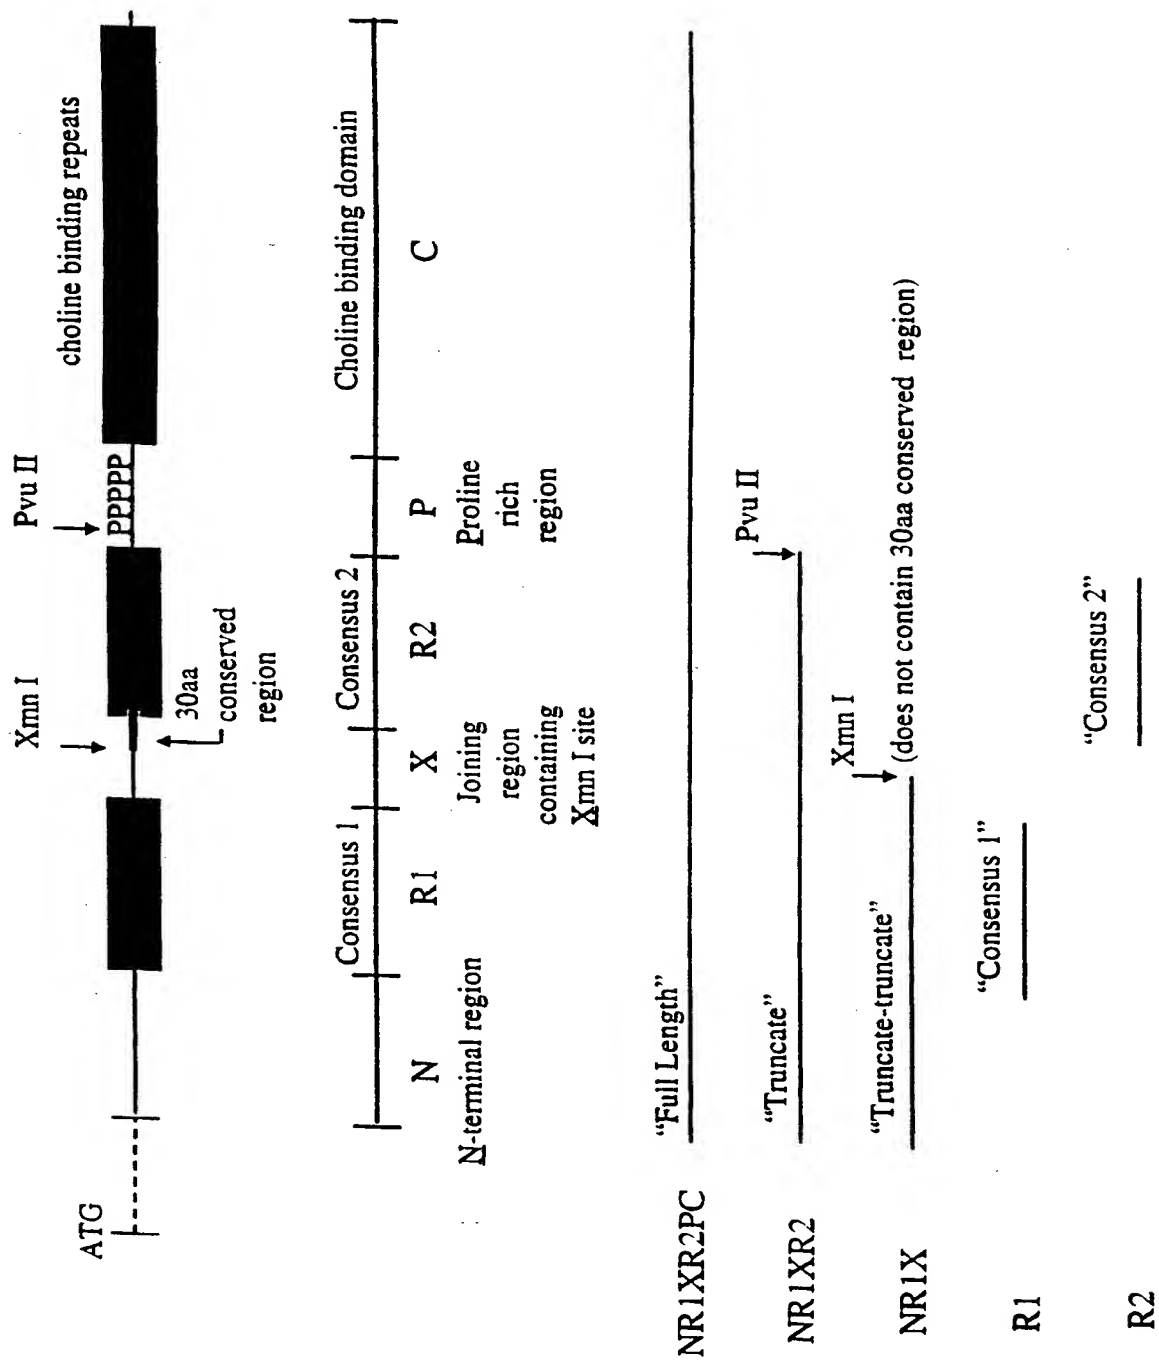 Xmn I
Pvu II
choline binding repeats
ATG
PPPPP
30aa
conserved
region
Consensus 1
Consensus 2
Choline binding domain
N
R1
X
R2
P
C
N-terminal region
Joining
region
containing
Xmn I site
Proline
rich
region
NR1XR2PC
"Full Length"
NR1XR2
"Truncate"
Pvu II
NR1X
"Truncate-truncate"
Xmn I
(does not contain 30aa conserved region)
R1
"Consensus 1"
R2
"Consensus 2"